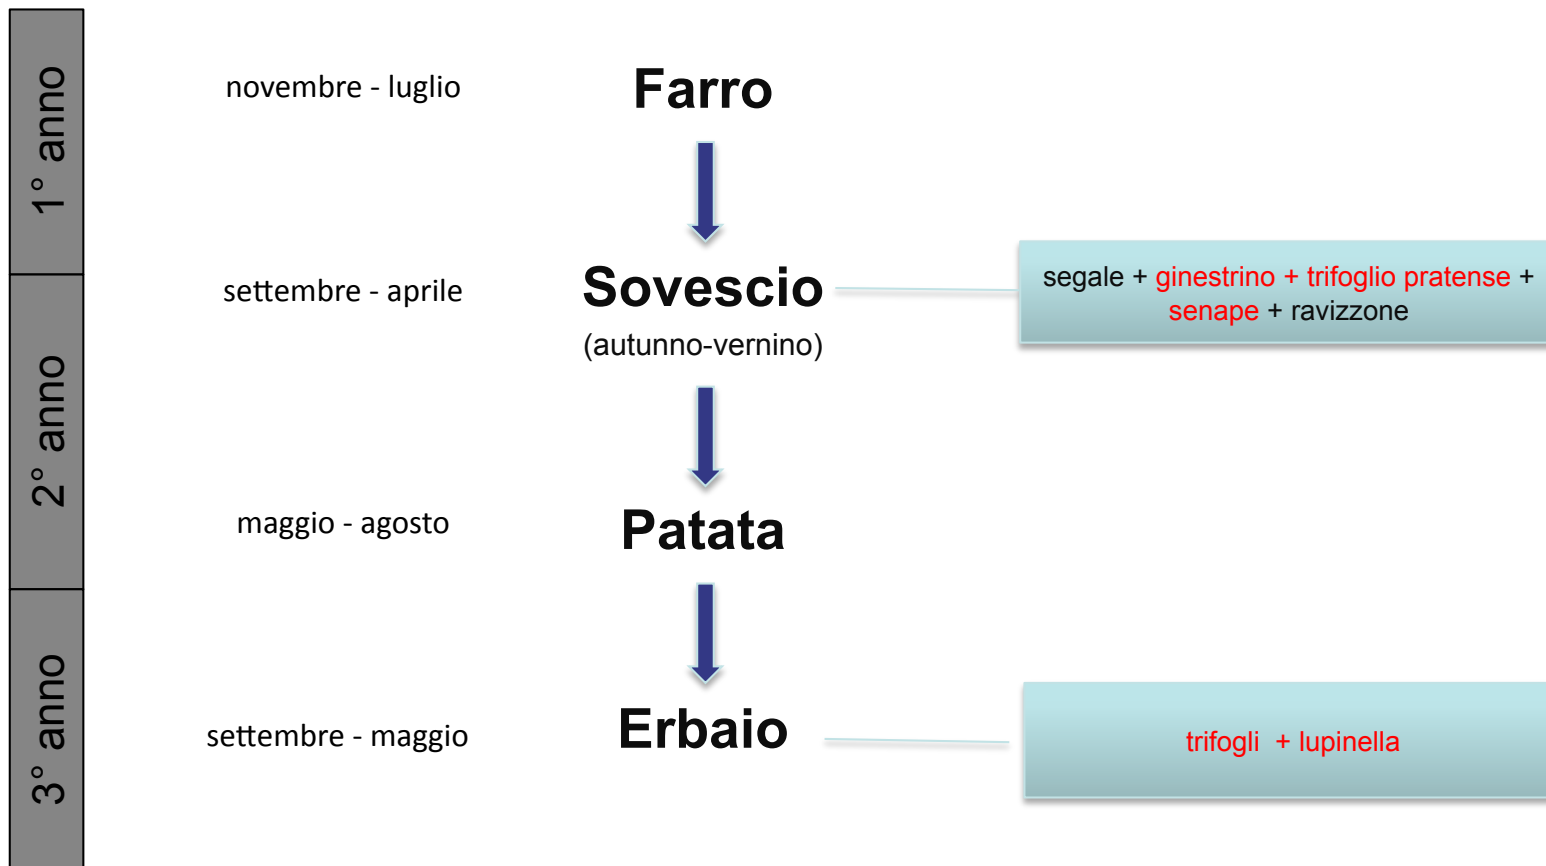 1° anno
novembre - luglio
Farro
2° anno
settembre - aprile
Sovescio
(autunno-vernino)
segale + ginestrino + trifoglio pratense +
senape + ravizzone
maggio - agosto
Patata
3° anno
settembre - maggio
Erbaio
trifogli + lupinella